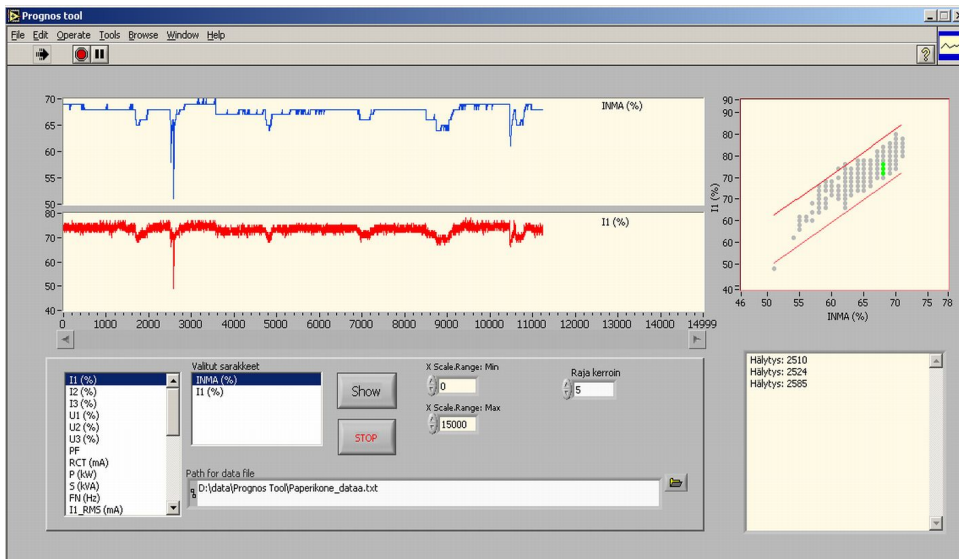 Prognos tool
File Edit Operate Tools Browse Window Help
?
70
65
60
55
50
INMA (%)
80
70
60
50
40
I1 (%)
0 1000 2000 3000 4000 5000 6000 7000 8000 9000 10000 11000 12000 13000 14999
90
90
80
70
70
60
60
50
40
40
I1 (%)
46 50 55 60 65 70 75 78
INMA (%)
I1 (%)
I2 (%)
I3 (%)
U1 (%)
U2 (%)
U3 (%)
PF
RCT (mA)
P (kW)
S (kVA)
FN (Hz)
I1_RMS (mA)
Valitut sarakkeet
INMA (%)
I1 (%)
Show
STOP
X Scale.Range: Min
0
X Scale.Range: Max
15000
Raja kerroin
5
Path for data file
D:\data\Prognos Tool\Paperikone_dataa.txt
Hälytys: 2510
Hälytys: 2524
Hälytys: 2585